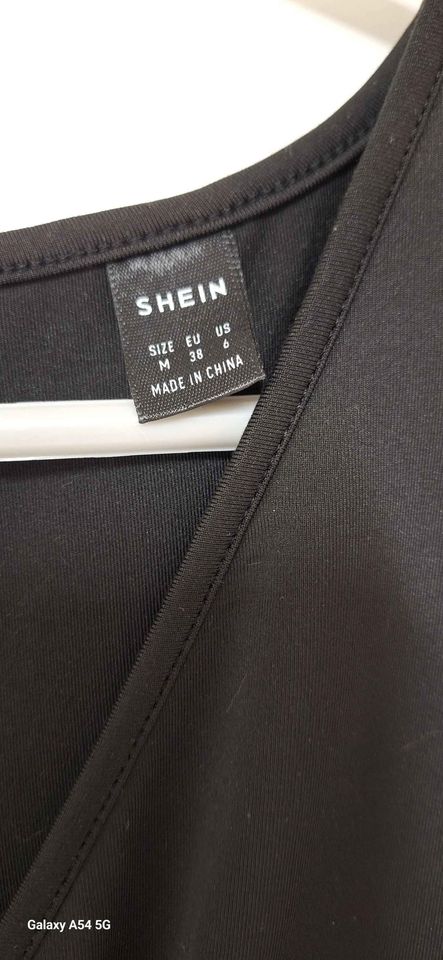 SHEIN
SIZE EU US
M 38 6
MADE IN CHINA
Galaxy A54 5G